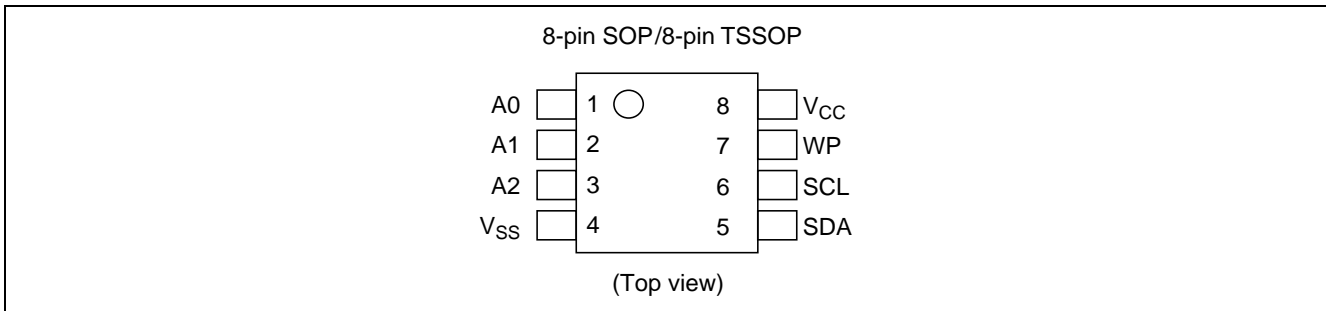 8-pin SOP/8-pin TSSOP
A0 1 8 VCC
A1 2 7 WP
A2 3 6 SCL
VSS 4 5 SDA
(Top view)